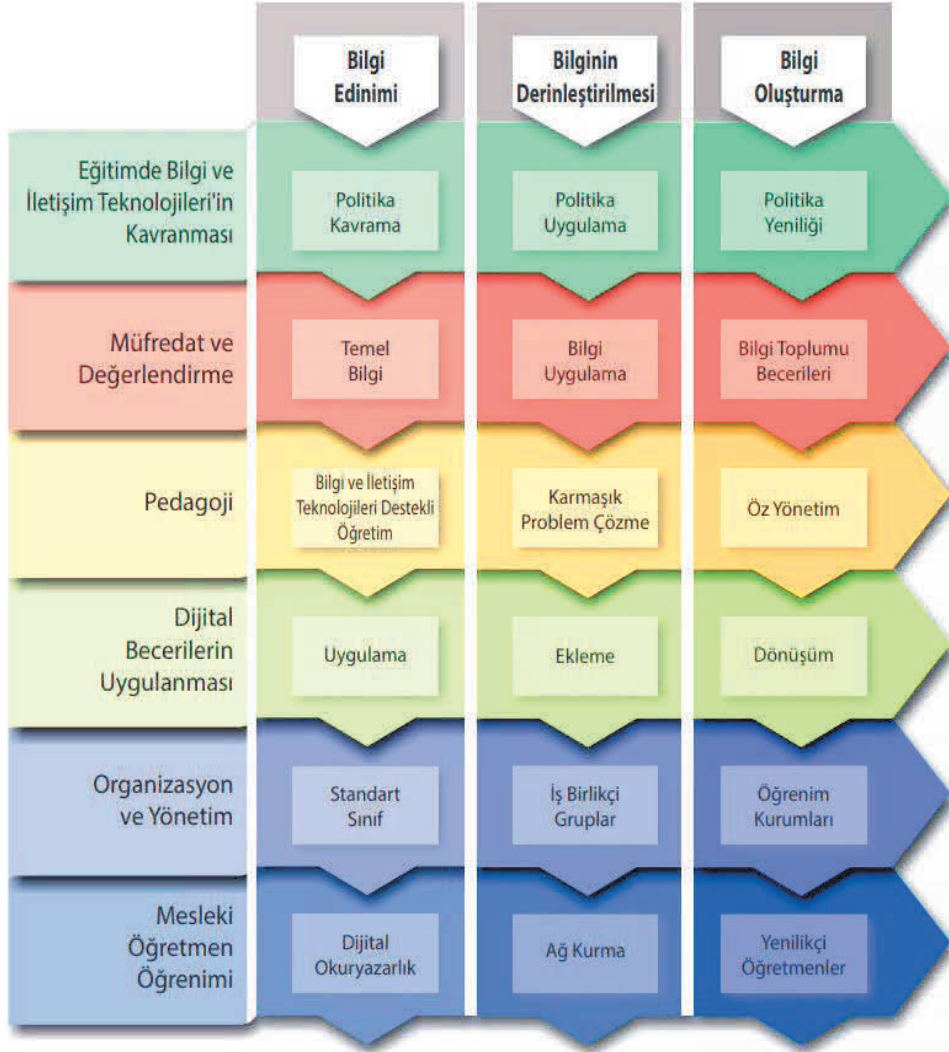 Bilgi
Edinimi
Bilginin
Derinleştirilmesi
Bilgi
Oluşturma
Eğitimde Bilgi ve
İletişim Teknolojileri'in
Kavranması
Politika
Kavrama
Politika
Uygulama
Politika
Yeniliği
Müfredat ve
Değerlendirme
Temel
Bilgi
Bilgi
Uygulama
Bilgi Toplumu
Becerileri
Pedagoji
Bilgi ve İletişim
Teknolojileri Destekli
Öğretim
Karmaşık
Problem Çözme
Öz Yönetim
Dijital
Becerilerin
Uygulanması
Uygulama
Ekleme
Dönüşüm
Organizasyon
ve Yönetim
Standart
Sınıf
İş Birlikçi
Gruplar
Öğrenim
Kurumları
Mesleki
Öğretmen
Öğrenimi
Dijital
Okuryazarlık
Ağ Kurma
Yenilikçi
Öğretmenler